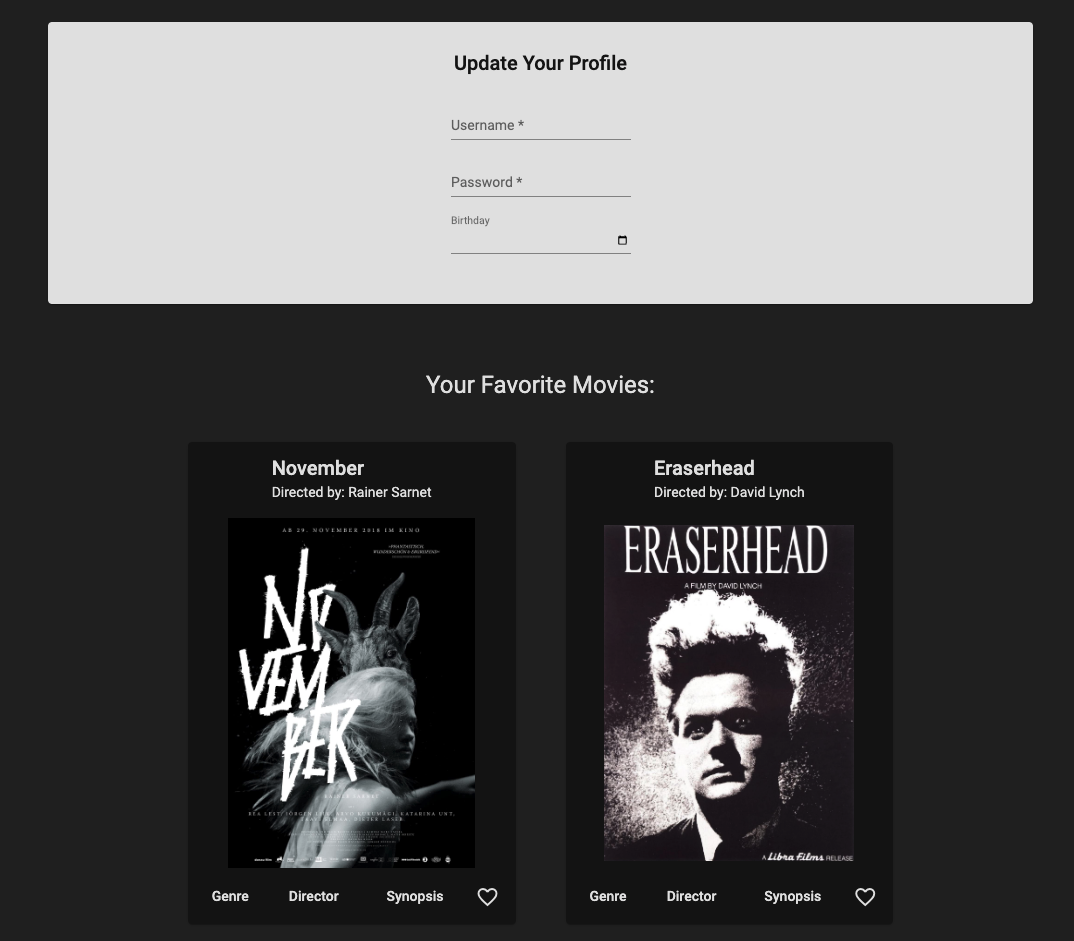 Update Your Profile
Username *
Password *
Birthday
Your Favorite Movies:
November
Directed by: Rainer Sarnet
AB 29. NOVEMBER 2018 IM KINO
NOVEMBER
Genre
Director
Synopsis
Eraserhead
Directed by: David Lynch
ERASERHEAD
A FILM BY DAVID LYNCH
A Libra Films RELEASE
Genre
Director
Synopsis